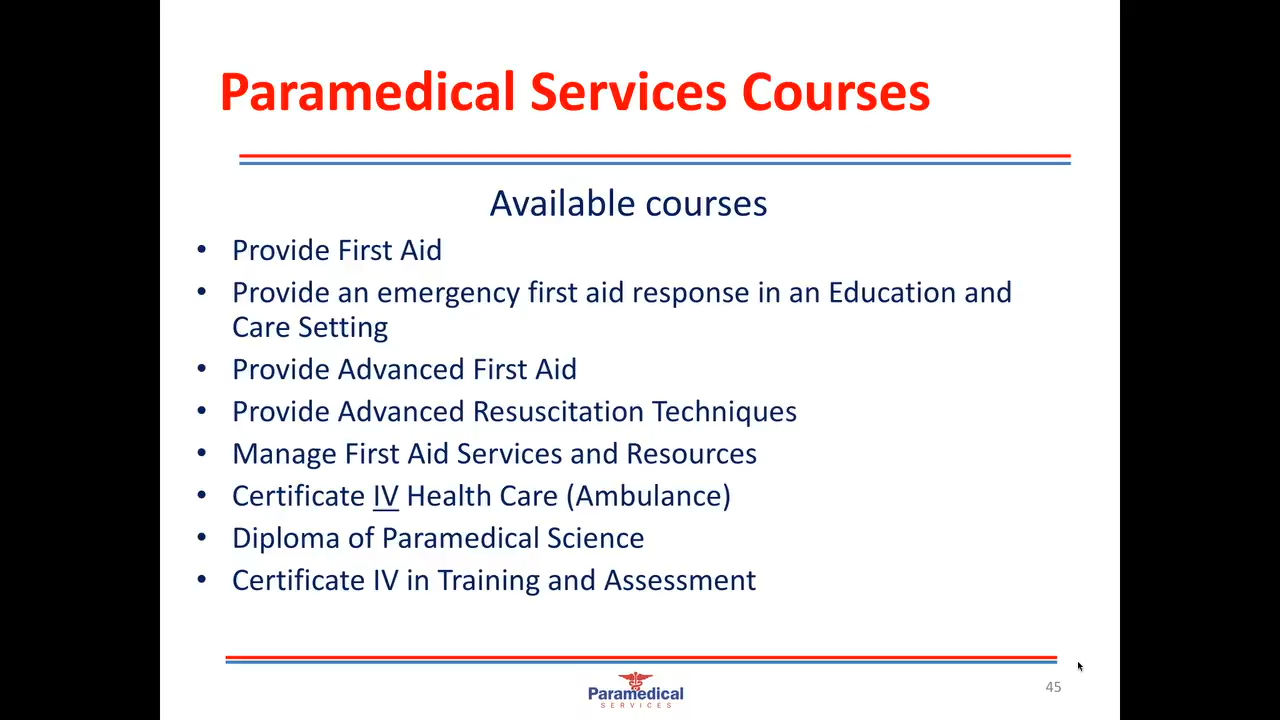 Paramedical Services Courses
Available courses
• Provide First Aid
• Provide an emergency first aid response in an Education and
Care Setting
• Provide Advanced First Aid
• Provide Advanced Resuscitation Techniques
• Manage First Aid Services and Resources
• Certificate IV Health Care (Ambulance)
• Diploma of Paramedical Science
• Certificate IV in Training and Assessment
Paramedical
SERVICES
45